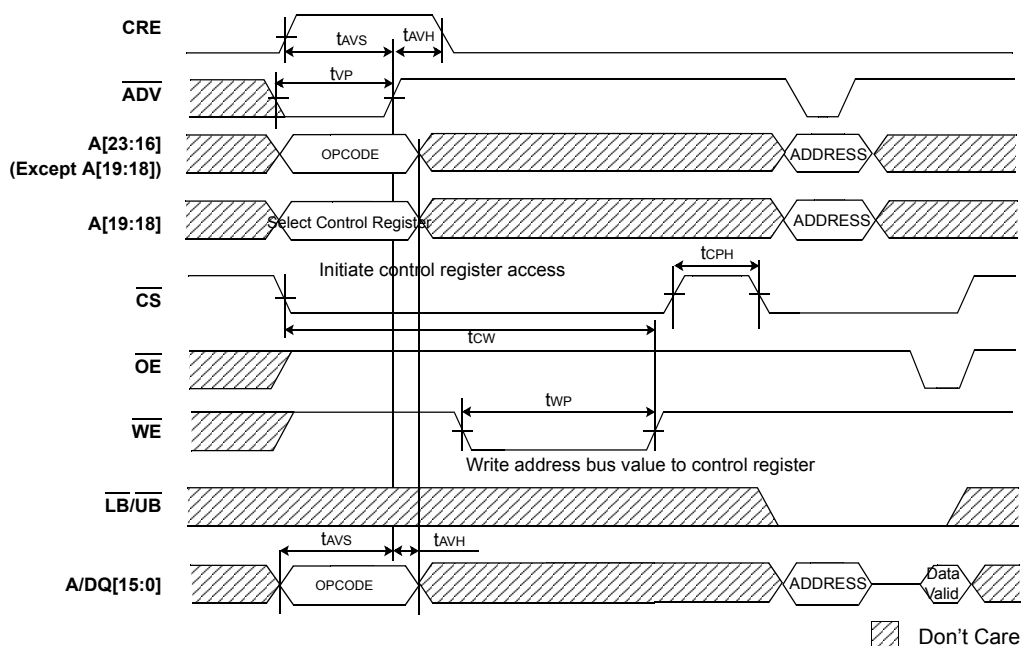 CRE
tAVS
tAVH
tVP
ADV
A[23:16]
(Except A[19:18])
OPCODE
ADDRESS
A[19:18]
Select Control Register
ADDRESS
Initiate control register access
tCPH
CS
tCW
OE
tWP
WE
Write address bus value to control register
LB/UB
tAVS
tAVH
A/DQ[15:0]
OPCODE
ADDRESS
Data
Valid
Don't Care